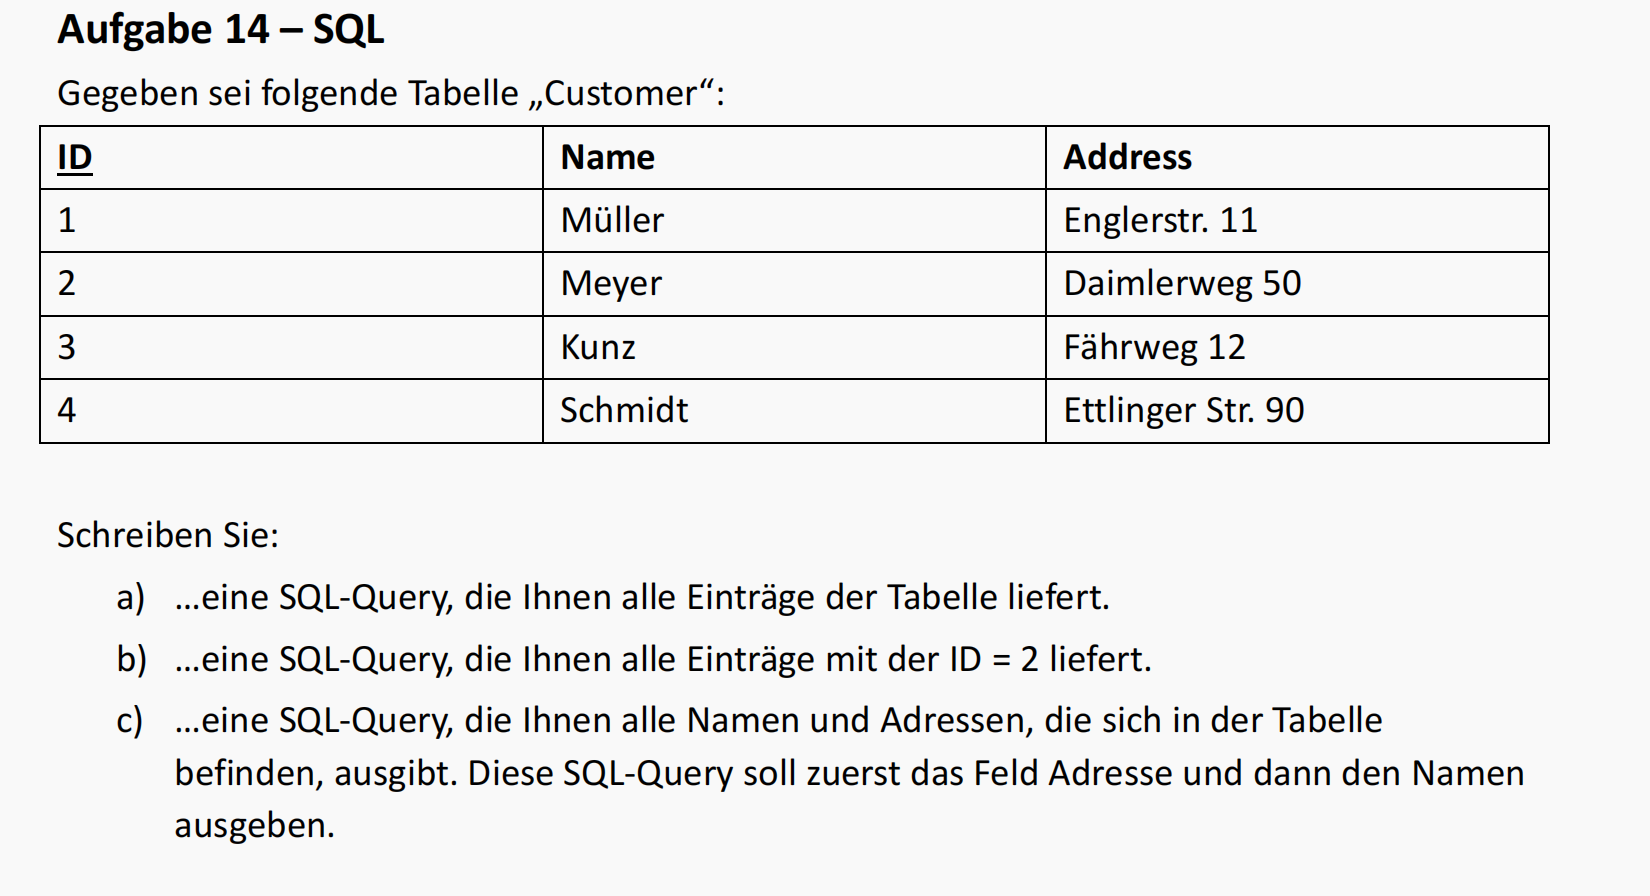 Aufgabe 14 – SQL
Gegeben sei folgende Tabelle „Customer“:
ID Name Address
1 Müller Englerstr. 11
2 Meyer Daimlerweg 50
3 Kunz Fährweg 12
4 Schmidt Ettlinger Str. 90
Schreiben Sie:
a) …eine SQL-Query, die Ihnen alle Einträge der Tabelle liefert.
b) …eine SQL-Query, die Ihnen alle Einträge mit der ID = 2 liefert.
c) …eine SQL-Query, die Ihnen alle Namen und Adressen, die sich in der Tabelle
befinden, ausgibt. Diese SQL-Query soll zuerst das Feld Adresse und dann den Namen
ausgeben.